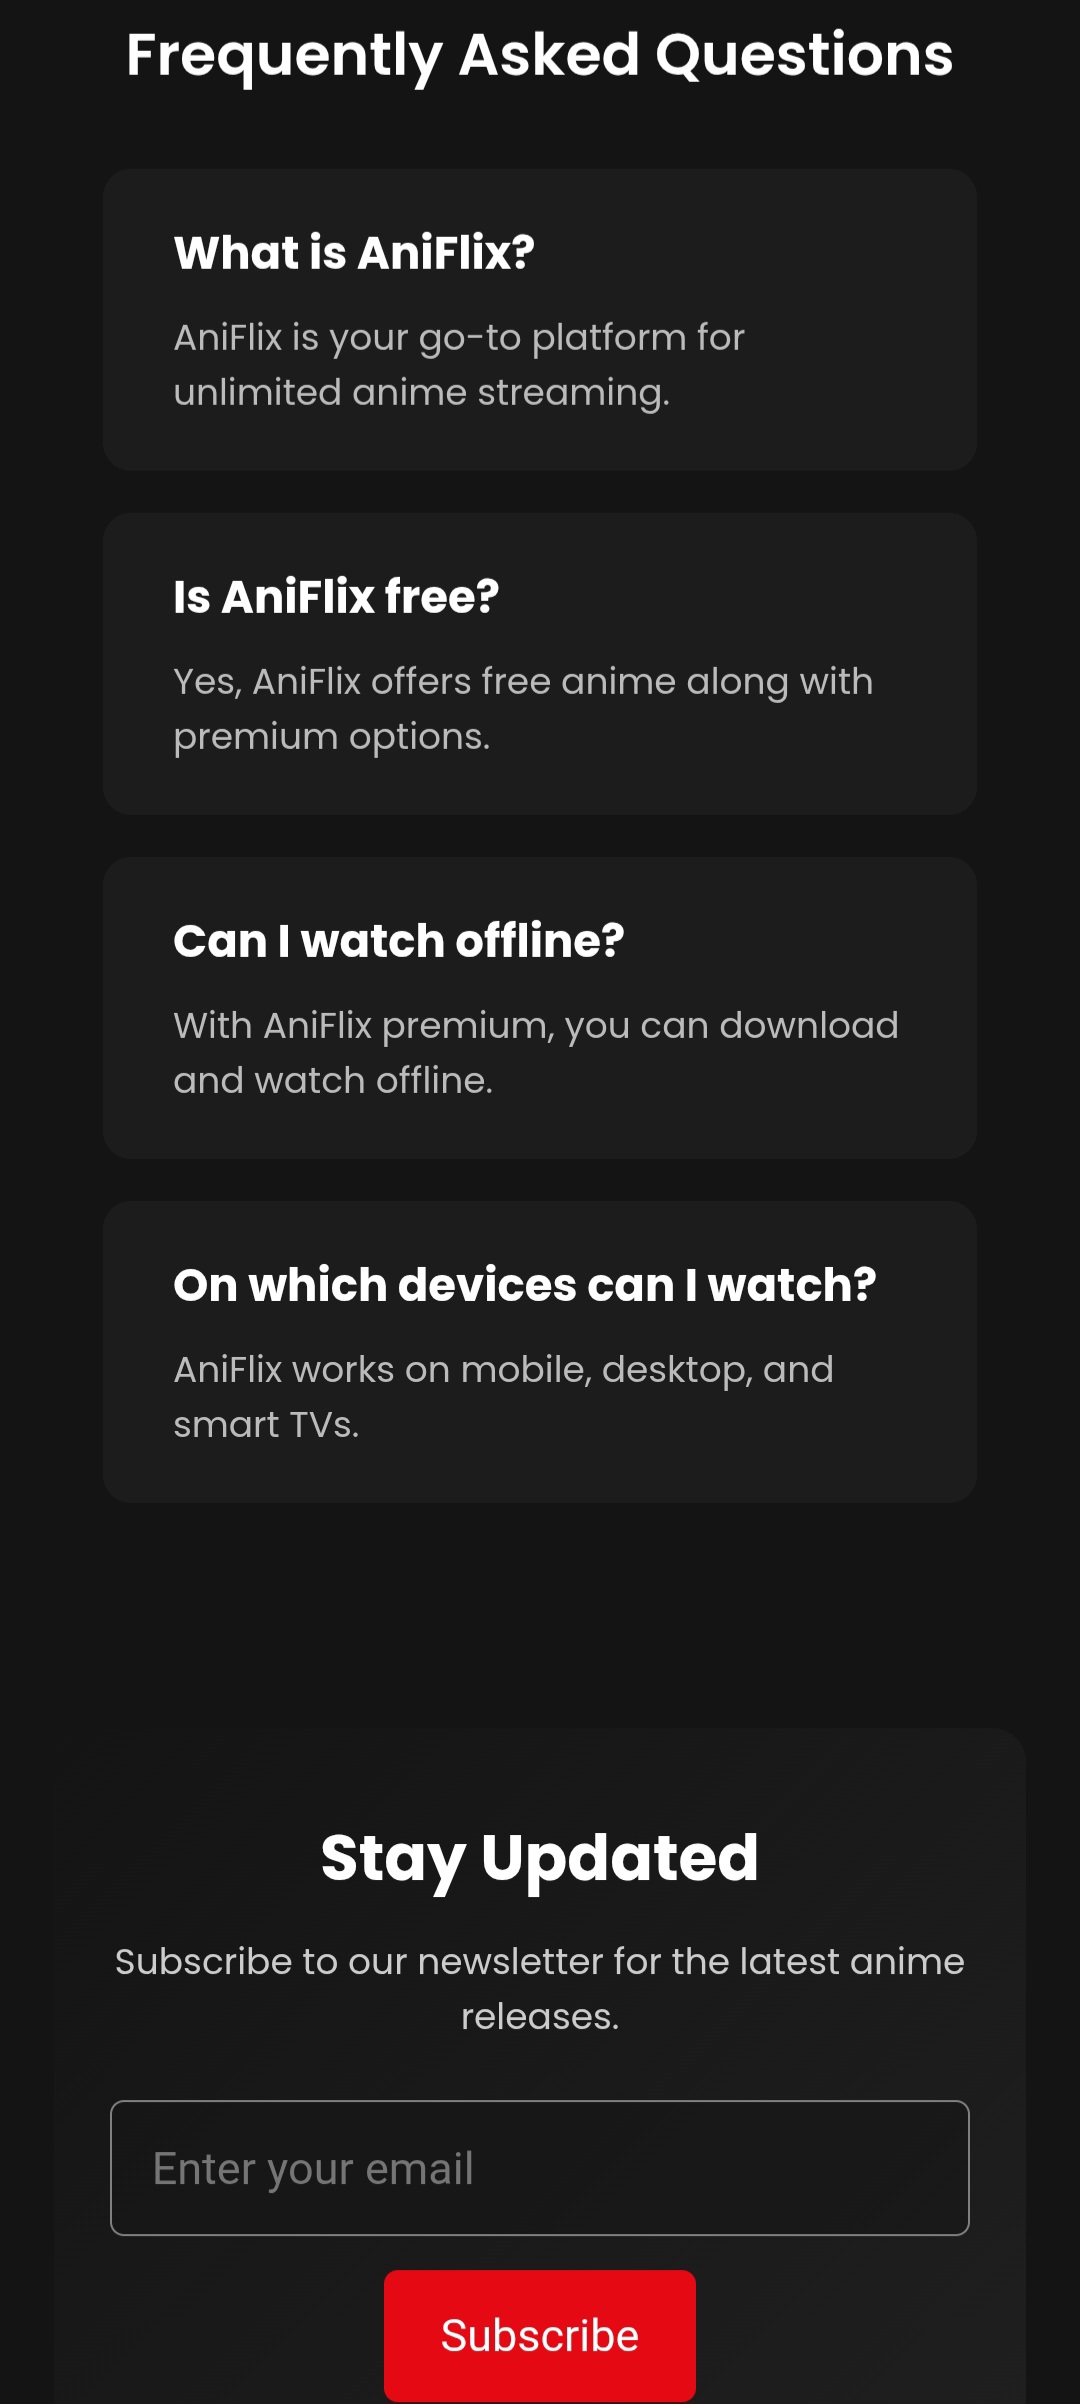 Frequently Asked Questions
What is AniFlix?
AniFlix is your go-to platform for
unlimited anime streaming.
Is AniFlix free?
Yes, AniFlix offers free anime along with
premium options.
Can I watch offline?
With AniFlix premium, you can download
and watch offline.
On which devices can I watch?
AniFlix works on mobile, desktop, and
smart TVs.
Stay Updated
Subscribe to our newsletter for the latest anime
releases.
Enter your email
Subscribe